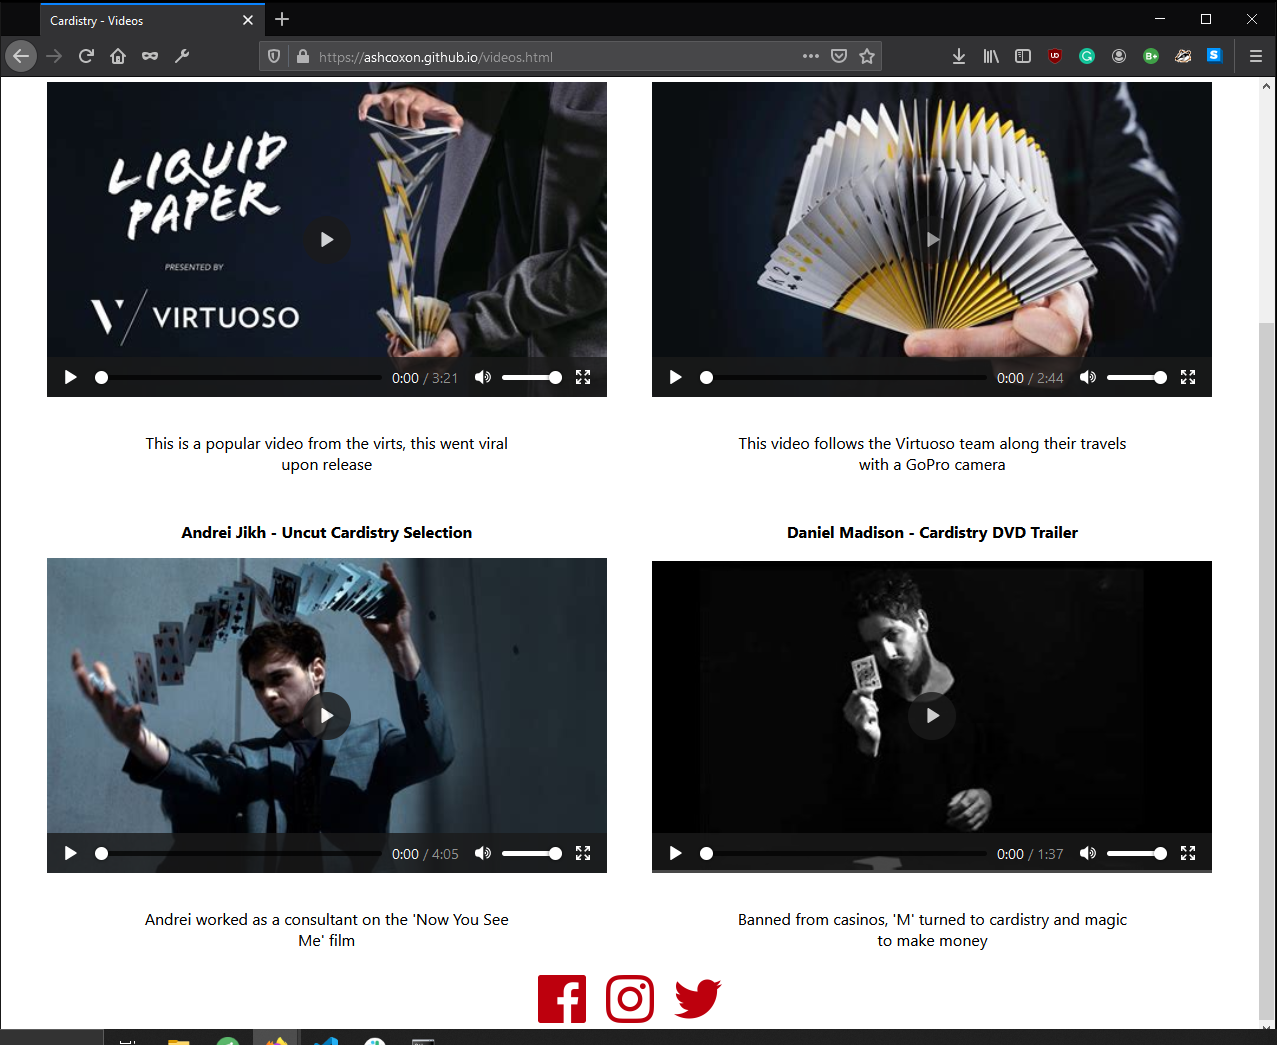 Cardistry - Videos
https://ashcoxon.github.io/videos.html
LIQUID
PAPER
PRESENTED BY
VIRTUOSO
0:00 / 3:21
0:00 / 2:44
This is a popular video from the virts, this went viral
upon release
This video follows the Virtuoso team along their travels
with a GoPro camera
Andrei Jikh - Uncut Cardistry Selection
Daniel Madison - Cardistry DVD Trailer
0:00 / 4:05
0:00 / 1:37
Andrei worked as a consultant on the 'Now You See
Me' film
Banned from casinos, 'M' turned to cardistry and magic
to make money